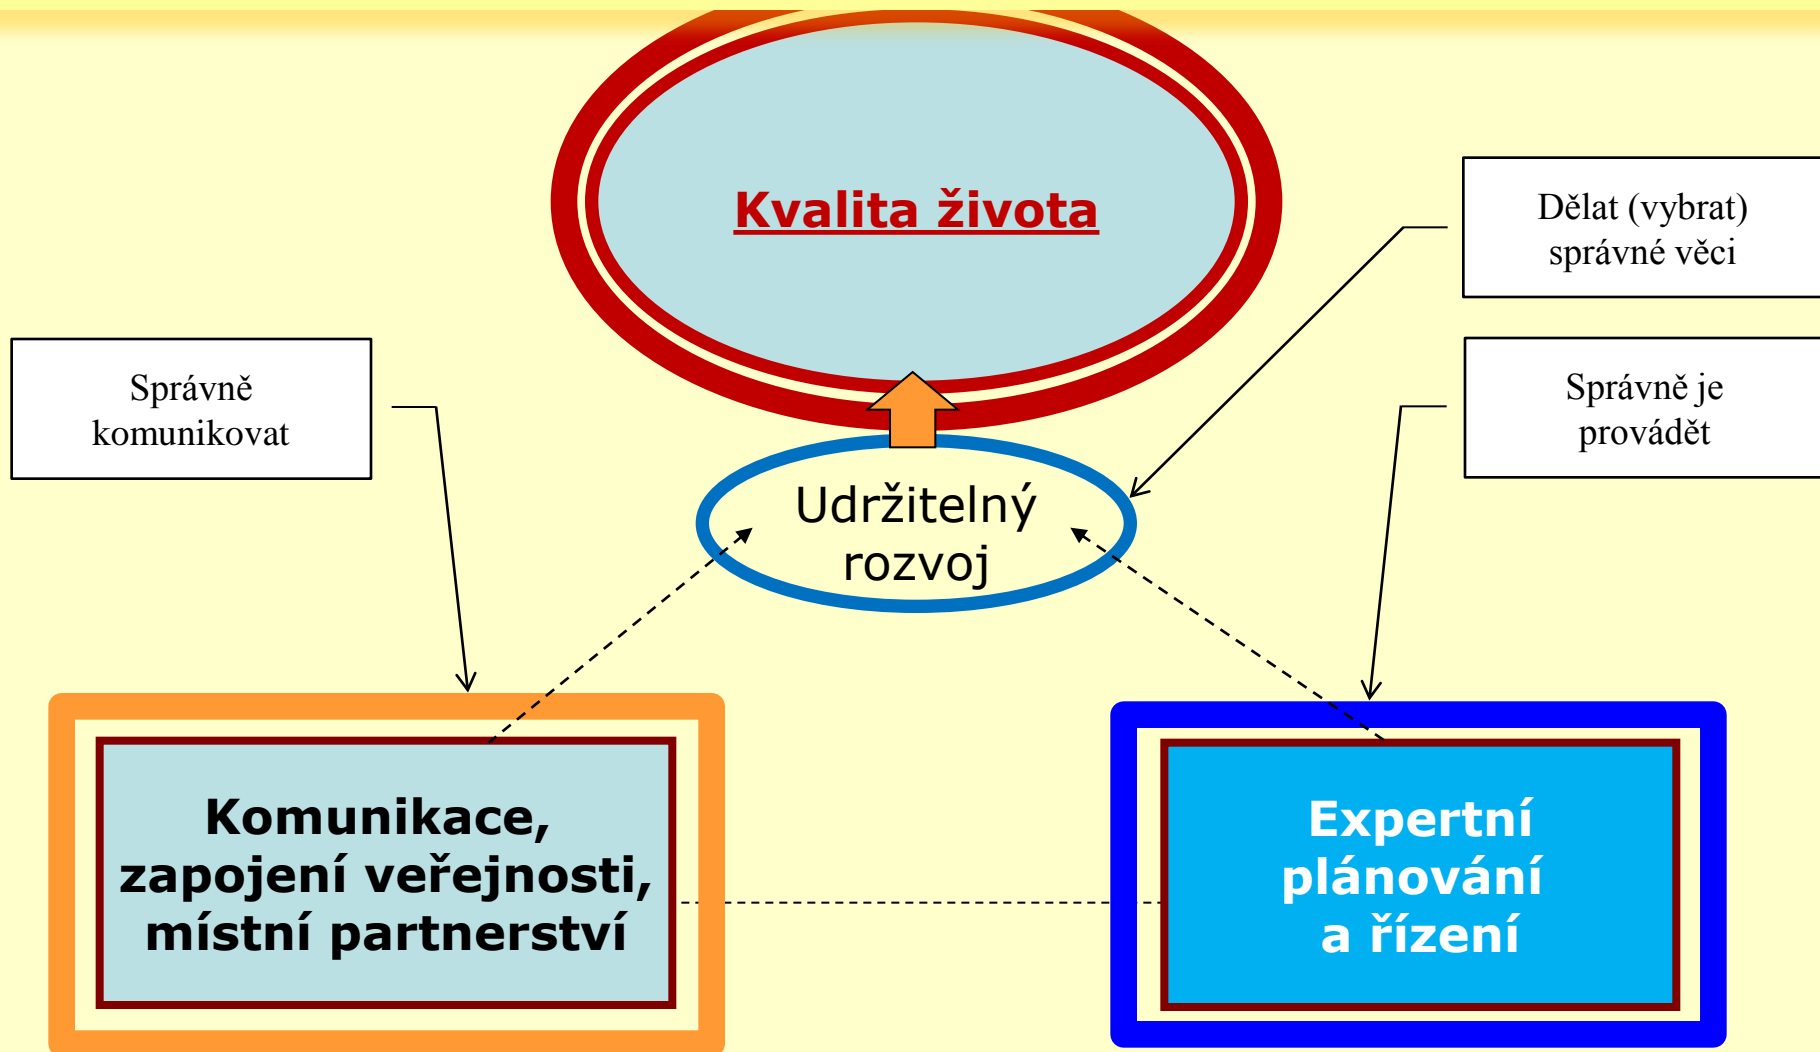 Kvalita života
Dělat (vybrat)
správné věci
Správně
komunikovat
Správně je
provádět
Udržitelný
rozvoj
Komunikace,
zapojení veřejnosti,
místní partnerství
Expertní
plánování
a řízení